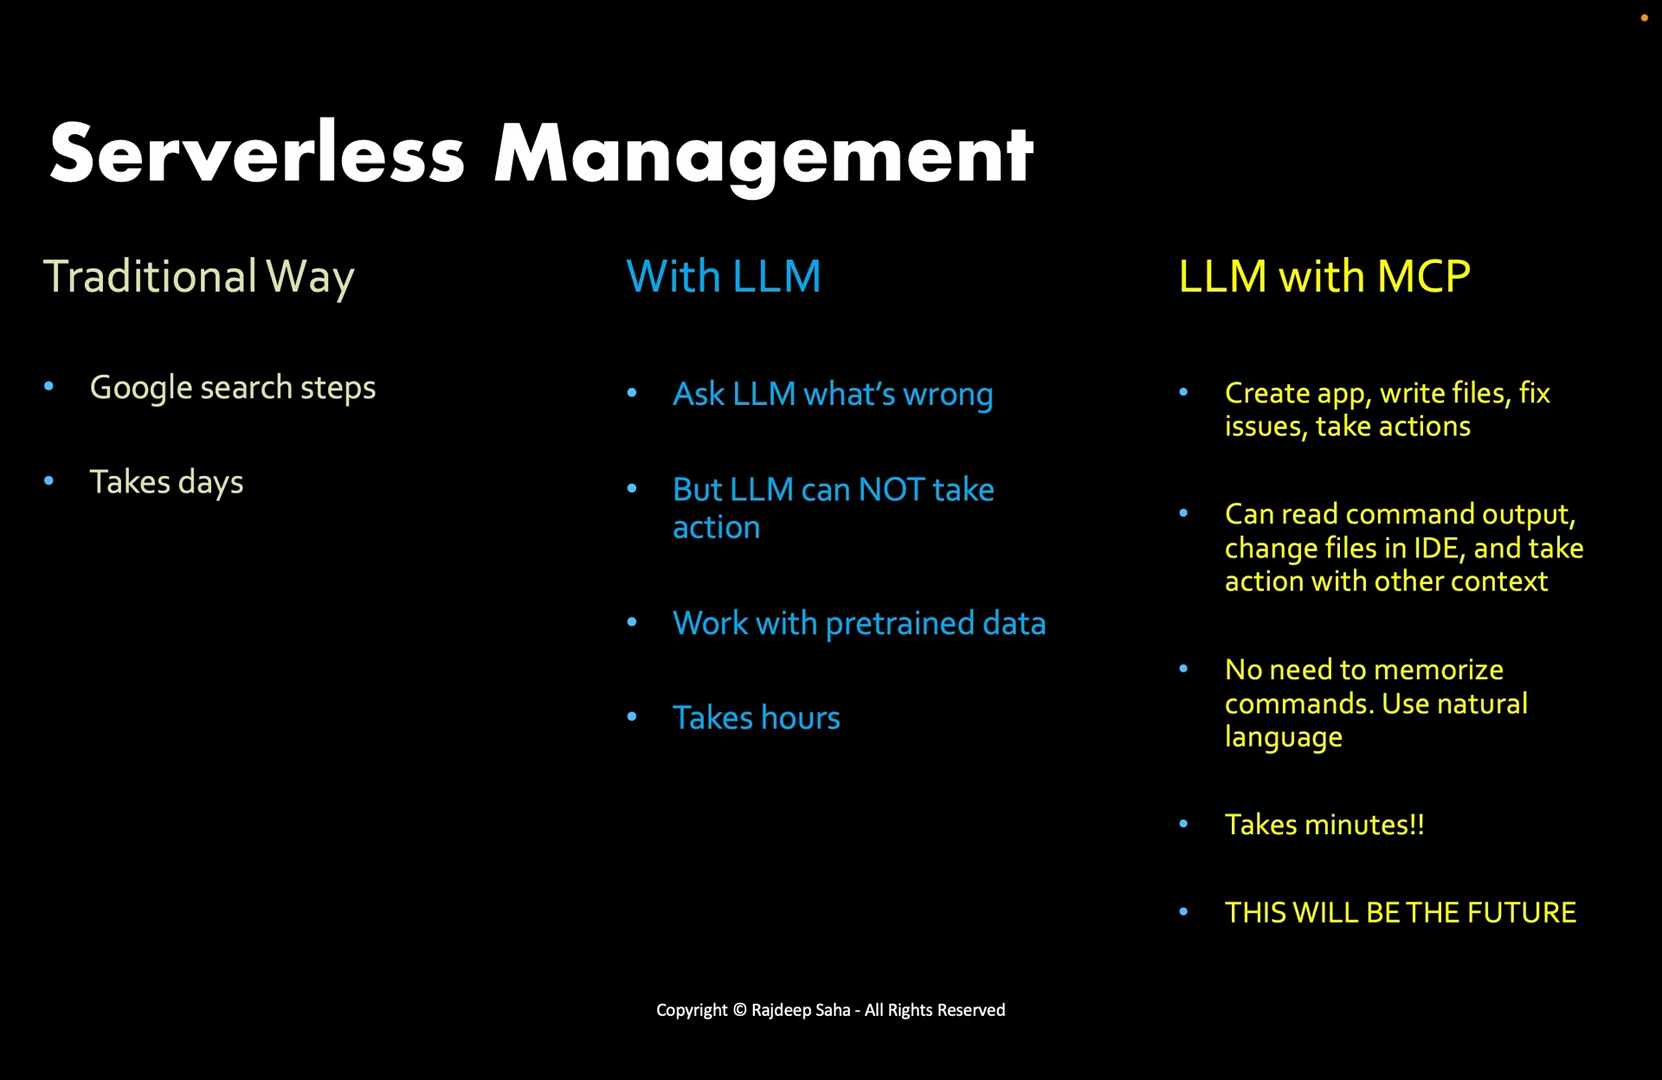 Serverless Management
Traditional Way
Google search steps
Takes days
With LLM
Ask LLM what's wrong
But LLM can NOT take
action
Work with pretrained data
Takes hours
LLM with MCP
Create app, write files, fix
issues, take actions
Can read command output,
change files in IDE, and take
action with other context
No need to memorize
commands. Use natural
language
Takes minutes!!
THIS WILL BE THE FUTURE
Copyright © Rajdeep Saha - All Rights Reserved